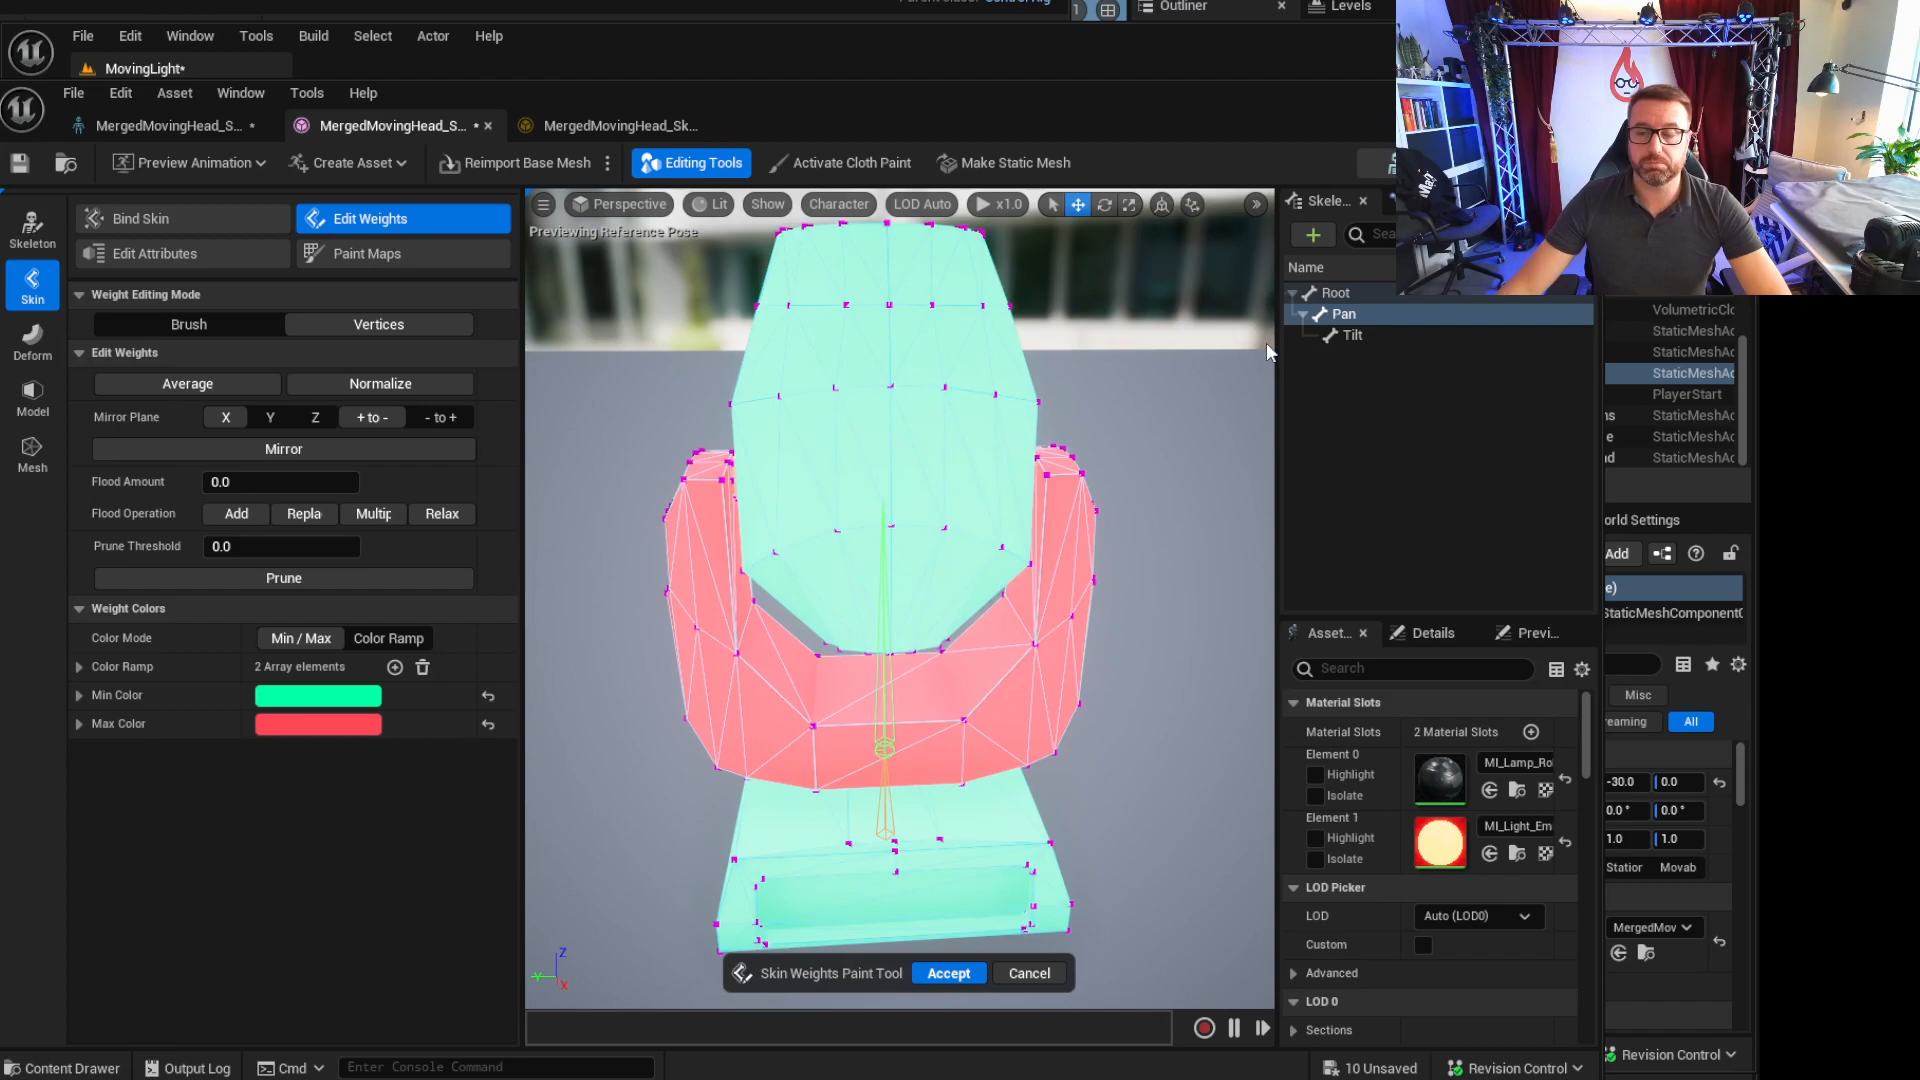 Outliner × Levels
File Edit Window Tools Build Select Actor Help
MovingLight*
File Edit Asset Window Tools Help
MergedMovingHead_S... * MergedMovingHead_S... * × MergedMovingHead_Sk...
Preview Animation Create Asset Reimport Base Mesh Editing Tools Activate Cloth Paint Make Static Mesh
Skeleton
Skin
Deform
Model
Mesh
Bind Skin Edit Weights
Edit Attributes Paint Maps
Weight Editing Mode
Brush Vertices
Edit Weights
Average Normalize
Mirror Plane X Y Z + to - - to +
Mirror
Flood Amount 0.0
Flood Operation Add Repla Multip Relax
Prune Threshold 0.0
Prune
Weight Colors
Color Mode Min / Max Color Ramp
Color Ramp 2 Array elements
Min Color
Max Color
Perspective Lit Show Character LOD Auto x1.0
Previewing Reference Pose
Z
Y
X
Skin Weights Paint Tool Accept Cancel
Skele... ×
Sea
Name
Root
Pan
Tilt
Asset... × Details Previ...
Search
Material Slots
Material Slots 2 Material Slots
Element 0
Highlight
Isolate
MI_Lamp_Ro
Element 1
Highlight
Isolate
MI_Light_Em
LOD Picker
LOD Auto (LOD0)
Custom
Advanced
LOD 0
Sections
VolumetricClo
StaticMeshAc
StaticMeshAc
StaticMeshAc
PlayerStart
ns StaticMeshAc
e StaticMeshAc
nd StaticMeshAc
orld Settings
Add
e)
StaticMeshComponent0
Misc
reaming All
-30.0 0.0
0.0 ° 0.0 °
1.0 1.0
Station Movab
MergedMov
Content Drawer Output Log Cmd Enter Console Command 10 Unsaved Revision Control
Revision Control